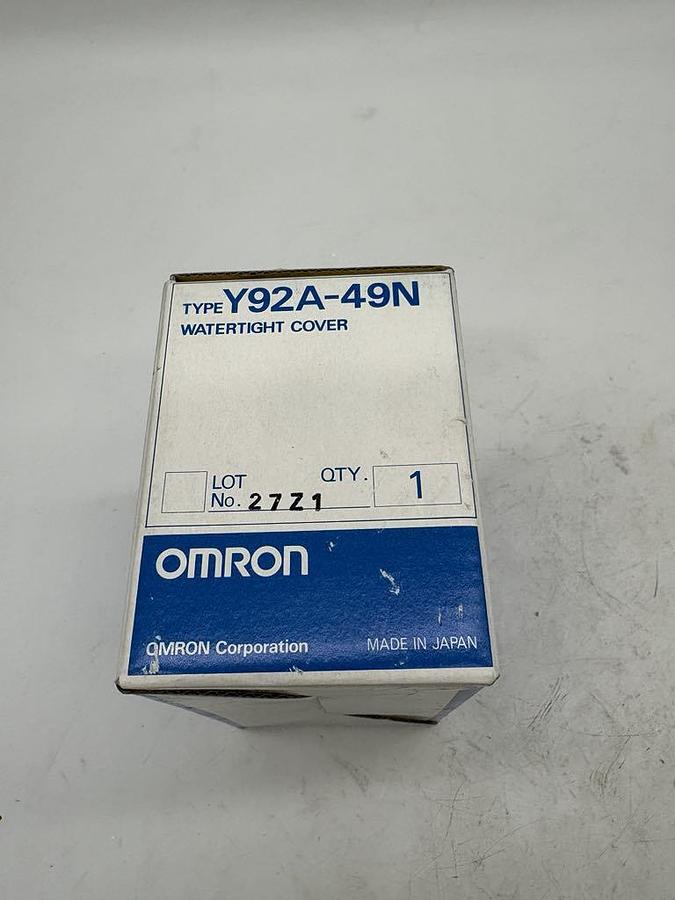 TYPE Y92A-49N
WATERTIGHT COVER
LOT No. 27Z1
QTY. 1
OMRON
OMRON Corporation
MADE IN JAPAN